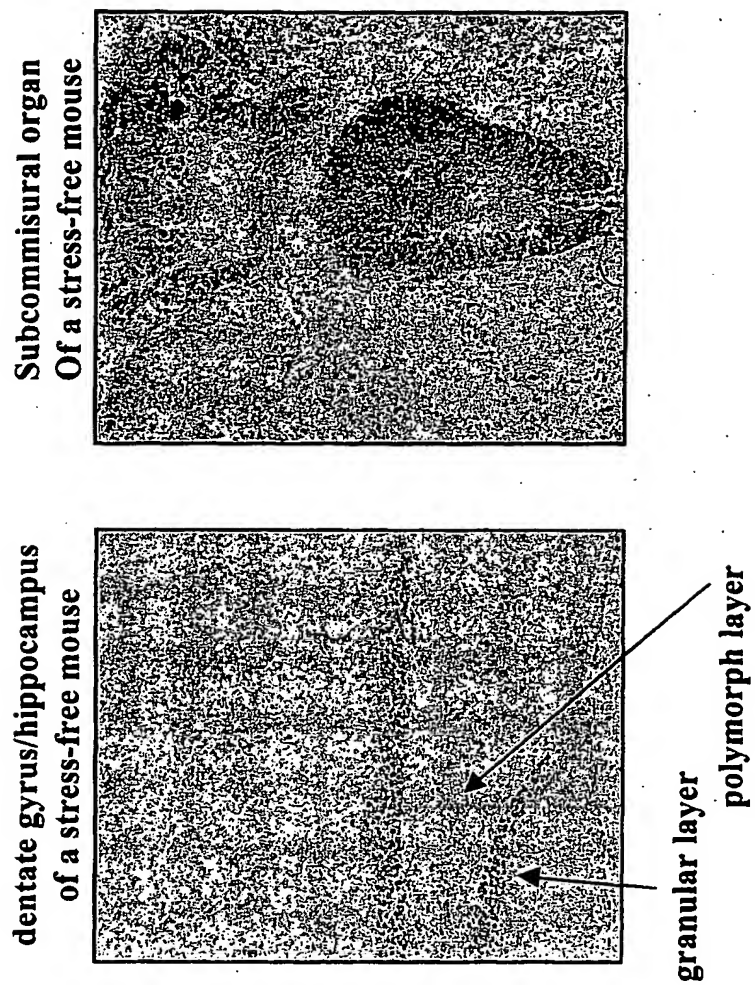 dentate gyrus/hippocampus
of a stress-free mouse
granular layer
polymorph layer
Subcommisural organ
Of a stress-free mouse